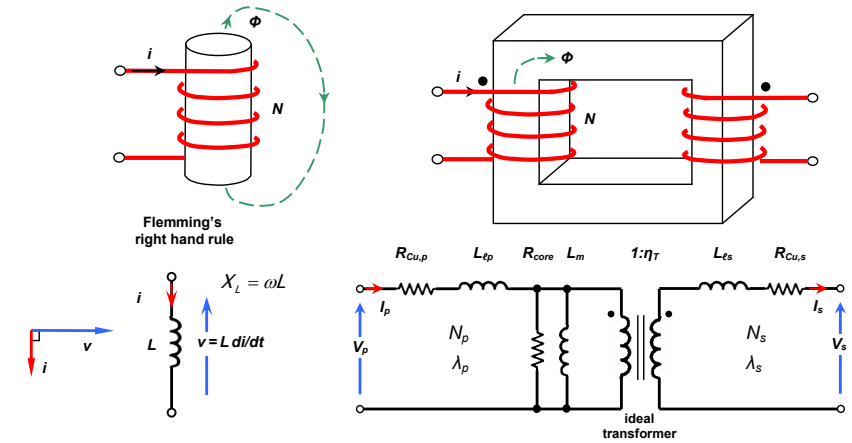 Φ
i
N
Flemming's
right hand rule
i
Φ
N
R_Cu,p
L_ℓp
R_core
L_m
1:η_T
L_ℓs
R_Cu,s
i
X_L = ωL
L
v = L di/dt
v
i
I_p
V_p
N_p
λ_p
N_s
λ_s
I_s
V_s
ideal
transformer